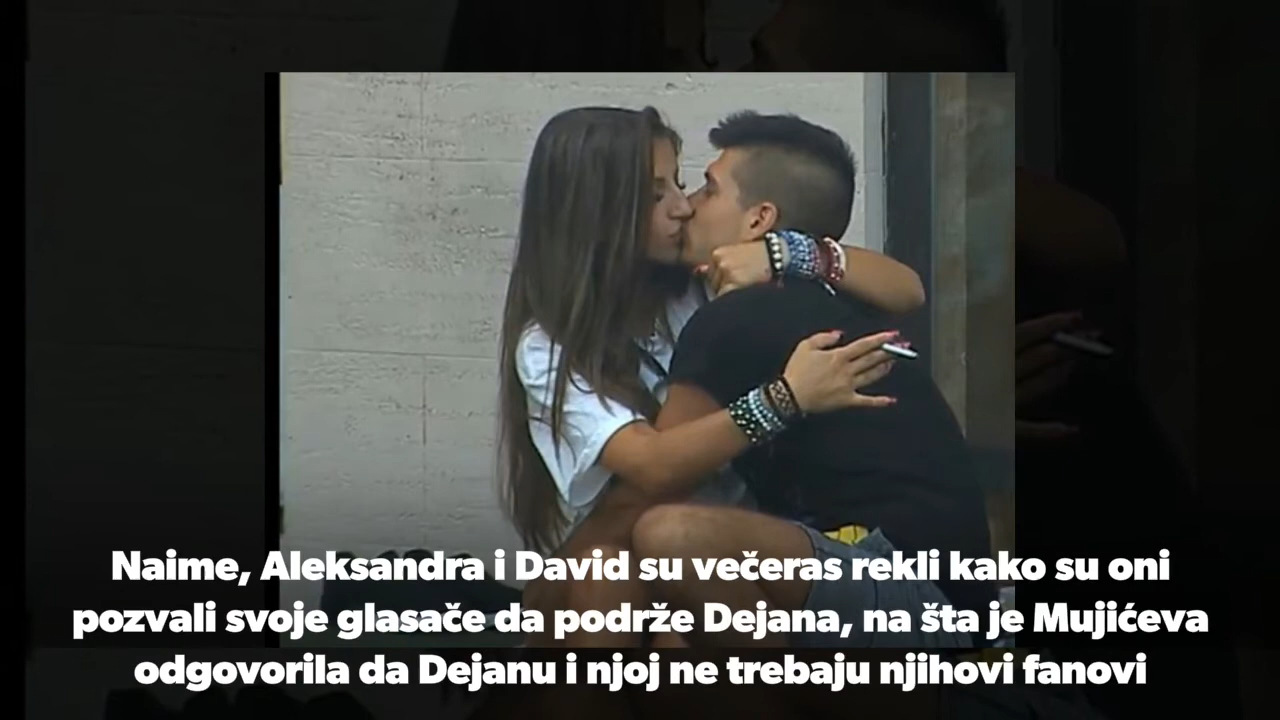 Naime, Aleksandra i David su večeras rekli kako su oni
pozvali svoje glasače da podrže Dejana, na šta je Mujićeva
odgovorila da Dejanu i njoj ne trebaju njihovi fanovi